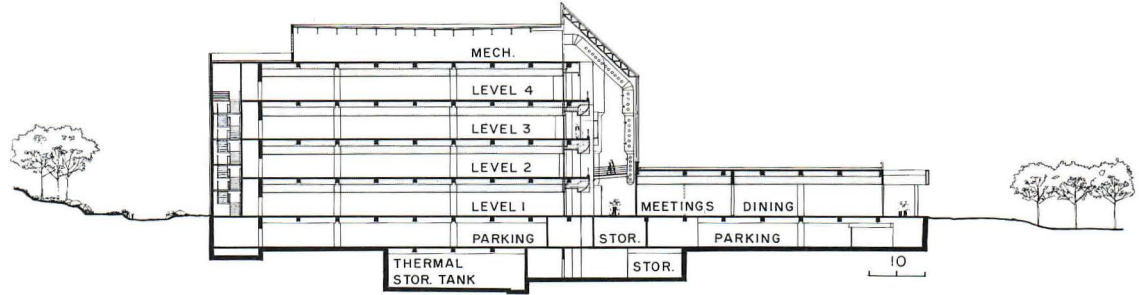 MECH.
LEVEL 4
LEVEL 3
LEVEL 2
LEVEL 1
MEETINGS
DINING
PARKING
STOR.
PARKING
10
THERMAL
STOR. TANK
STOR.